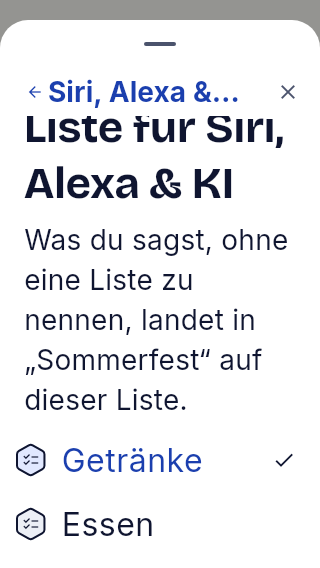 Siri, Alexa &...
Liste für Siri,
Alexa & KI
Was du sagst, ohne
eine Liste zu
nennen, landet in
„Sommerfest“ auf
dieser Liste.
Getränke
Essen